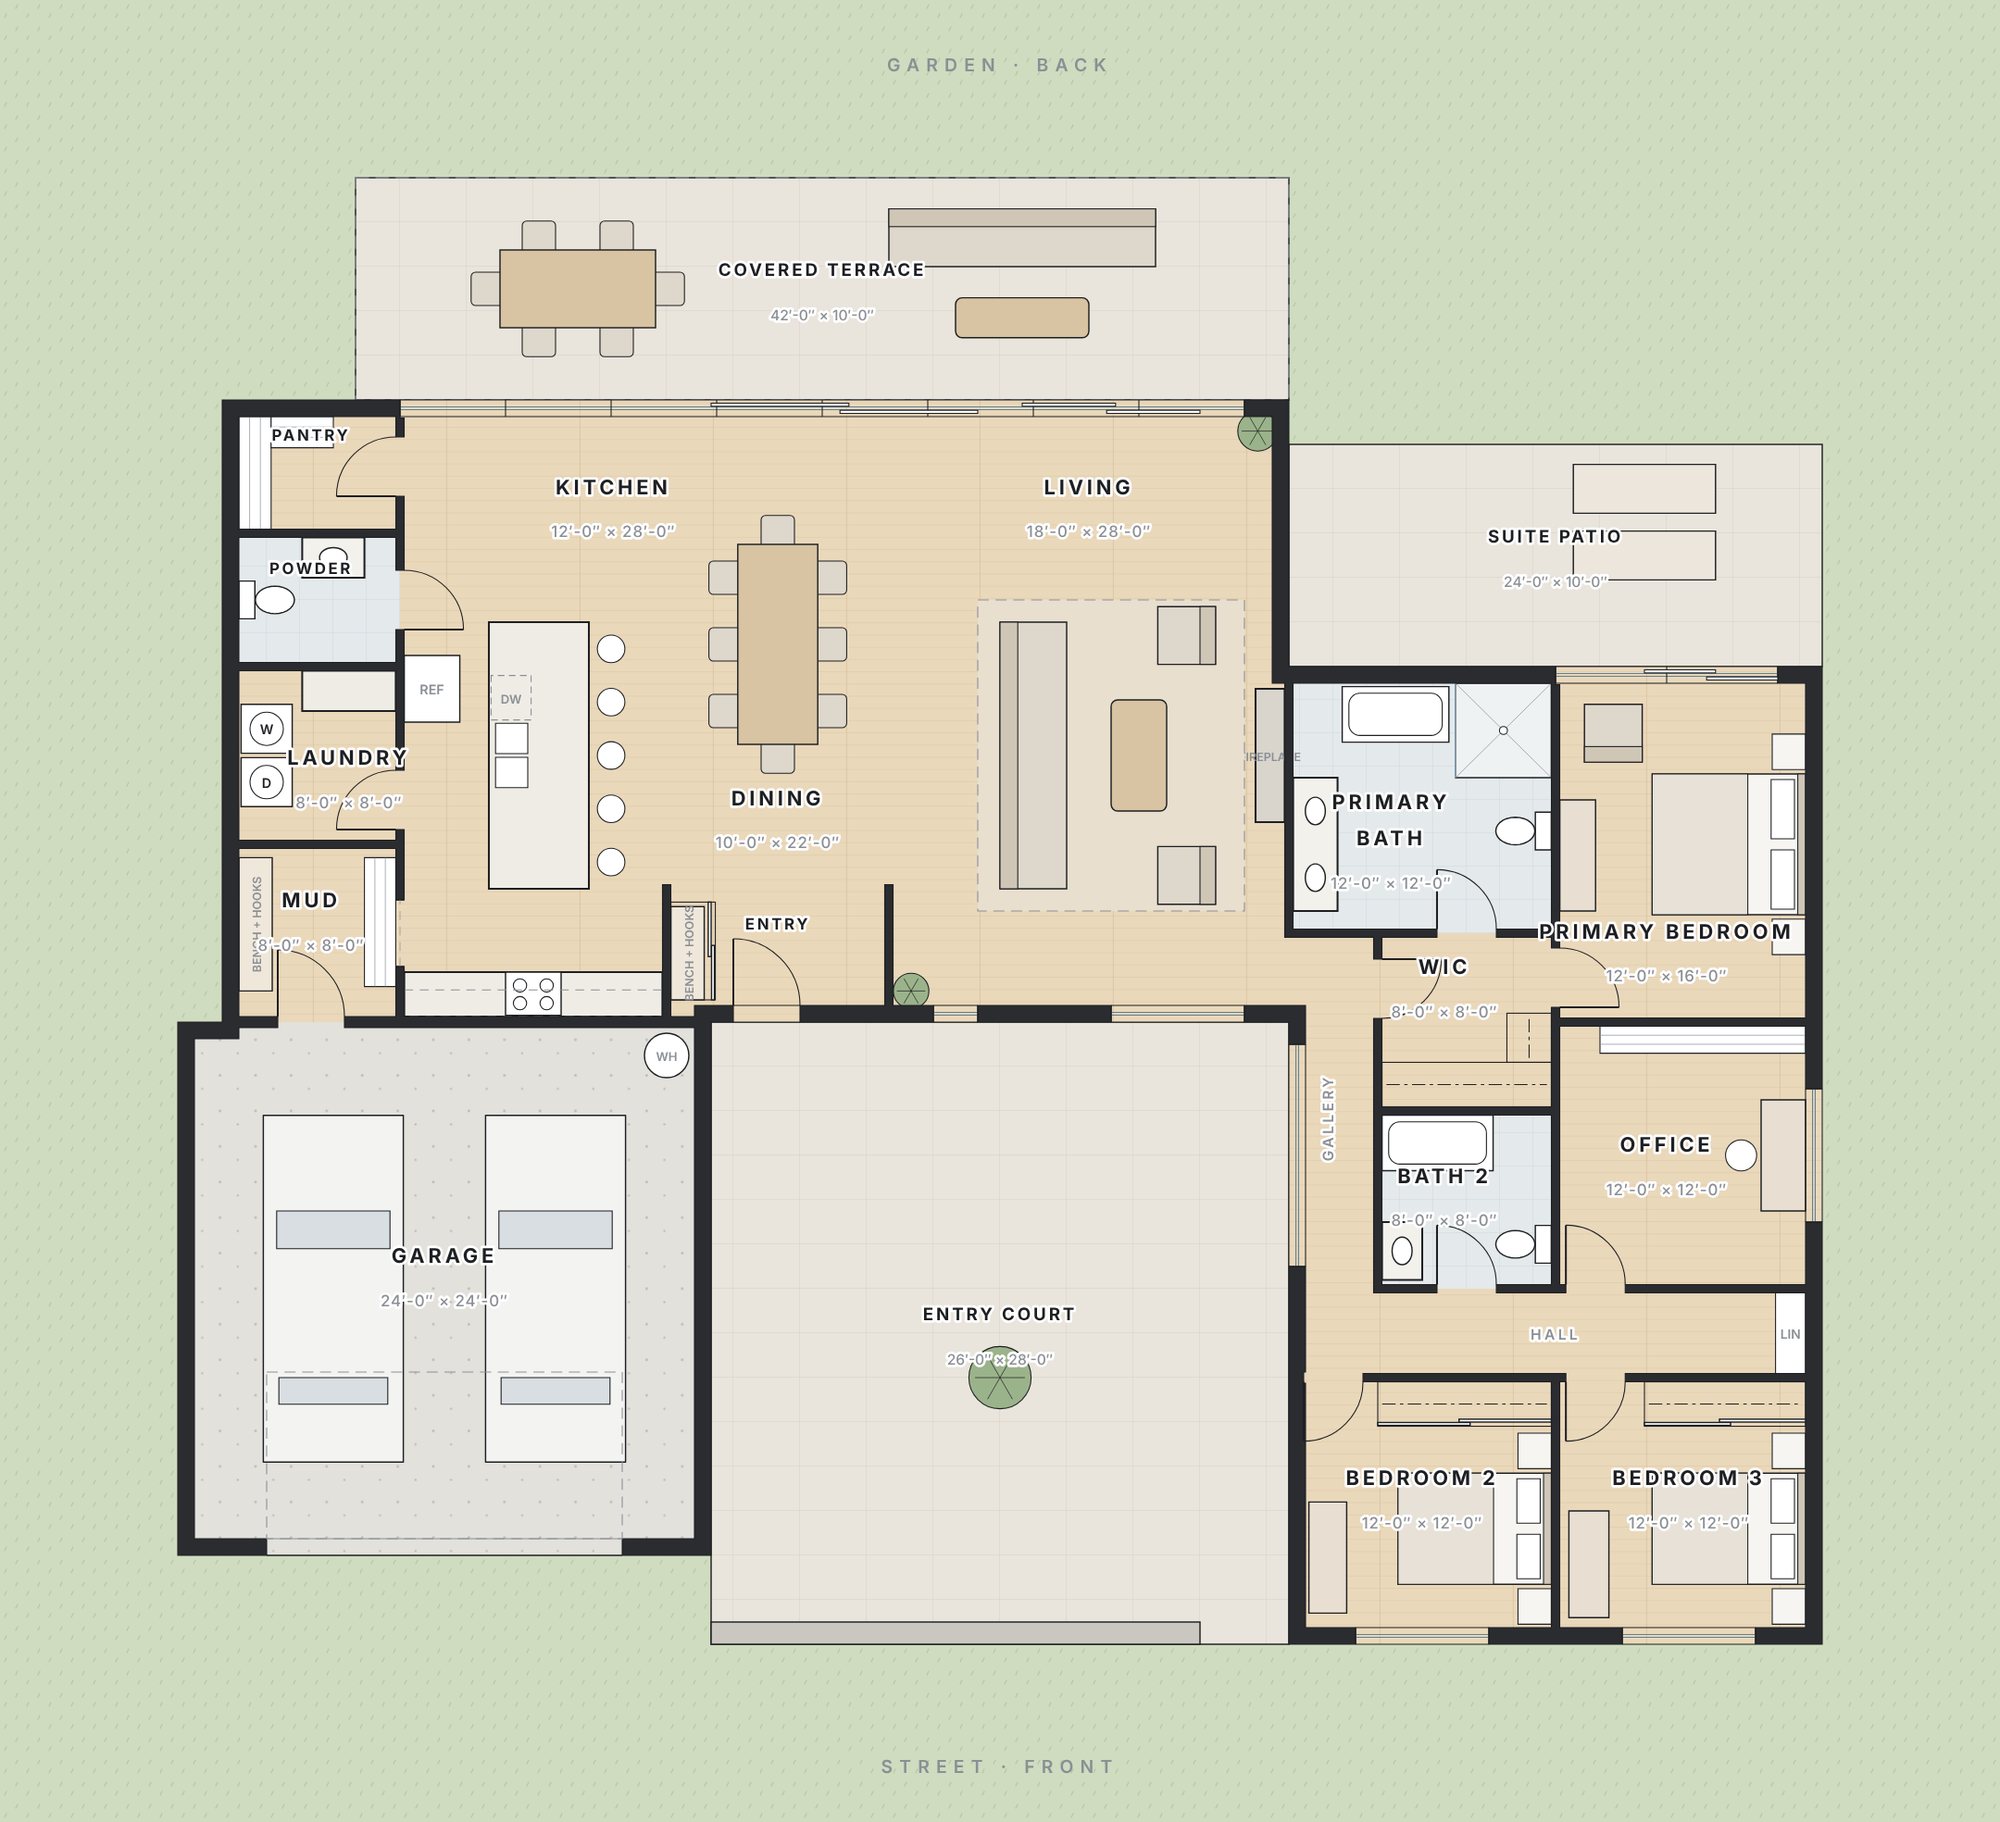 GARDEN · BACK
COVERED TERRACE
42'-0" × 10'-0"
PANTRY
KITCHEN
12'-0" × 28'-0"
LIVING
18'-0" × 28'-0"
SUITE PATIO
24'-0" × 10'-0"
POWDER
REF
DW
W
D
LAUNDRY
8'-0" × 8'-0"
DINING
10'-0" × 22'-0"
IREPLACE
PRIMARY
BATH
12'-0" × 12'-0"
MUD
8'-0" × 8'-0"
BENCH + HOOKS
BENCH + HOOKS
ENTRY
PRIMARY BEDROOM
12'-0" × 16'-0"
WIC
8'-0" × 8'-0"
WH
GALLERY
OFFICE
12'-0" × 12'-0"
BATH 2
8'-0" × 8'-0"
GARAGE
24'-0" × 24'-0"
ENTRY COURT
26'-0" × 28'-0"
HALL
LIN
BEDROOM 2
12'-0" × 12'-0"
BEDROOM 3
12'-0" × 12'-0"
STREET · FRONT